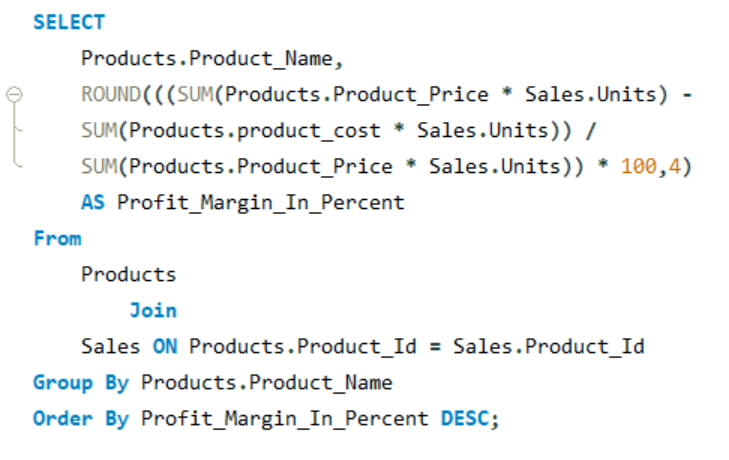 SELECT
Products.Product_Name,
ROUND(((SUM(Products.Product_Price * Sales.Units) -
SUM(Products.product_cost * Sales.Units)) /
SUM(Products.Product_Price * Sales.Units)) * 100,4)
AS Profit_Margin_In_Percent
From
Products
Join
Sales ON Products.Product_Id = Sales.Product_Id
Group By Products.Product_Name
Order By Profit_Margin_In_Percent DESC;